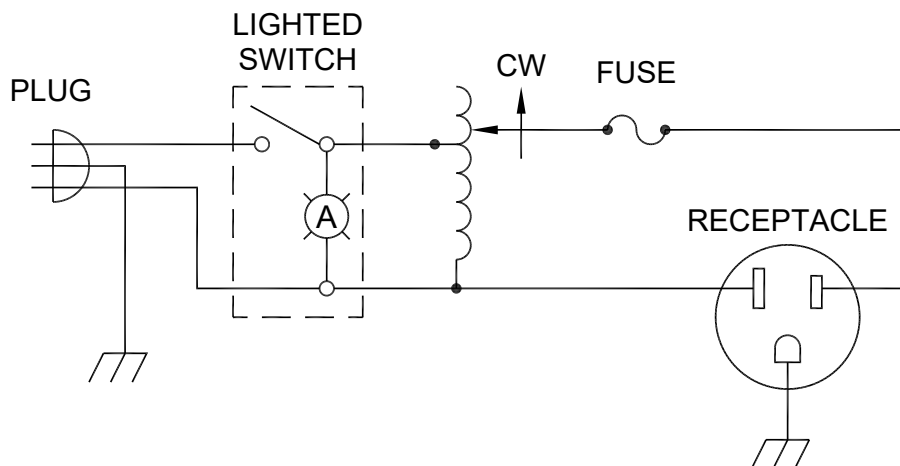 LIGHTED
SWITCH
PLUG
CW
FUSE
A
RECEPTACLE